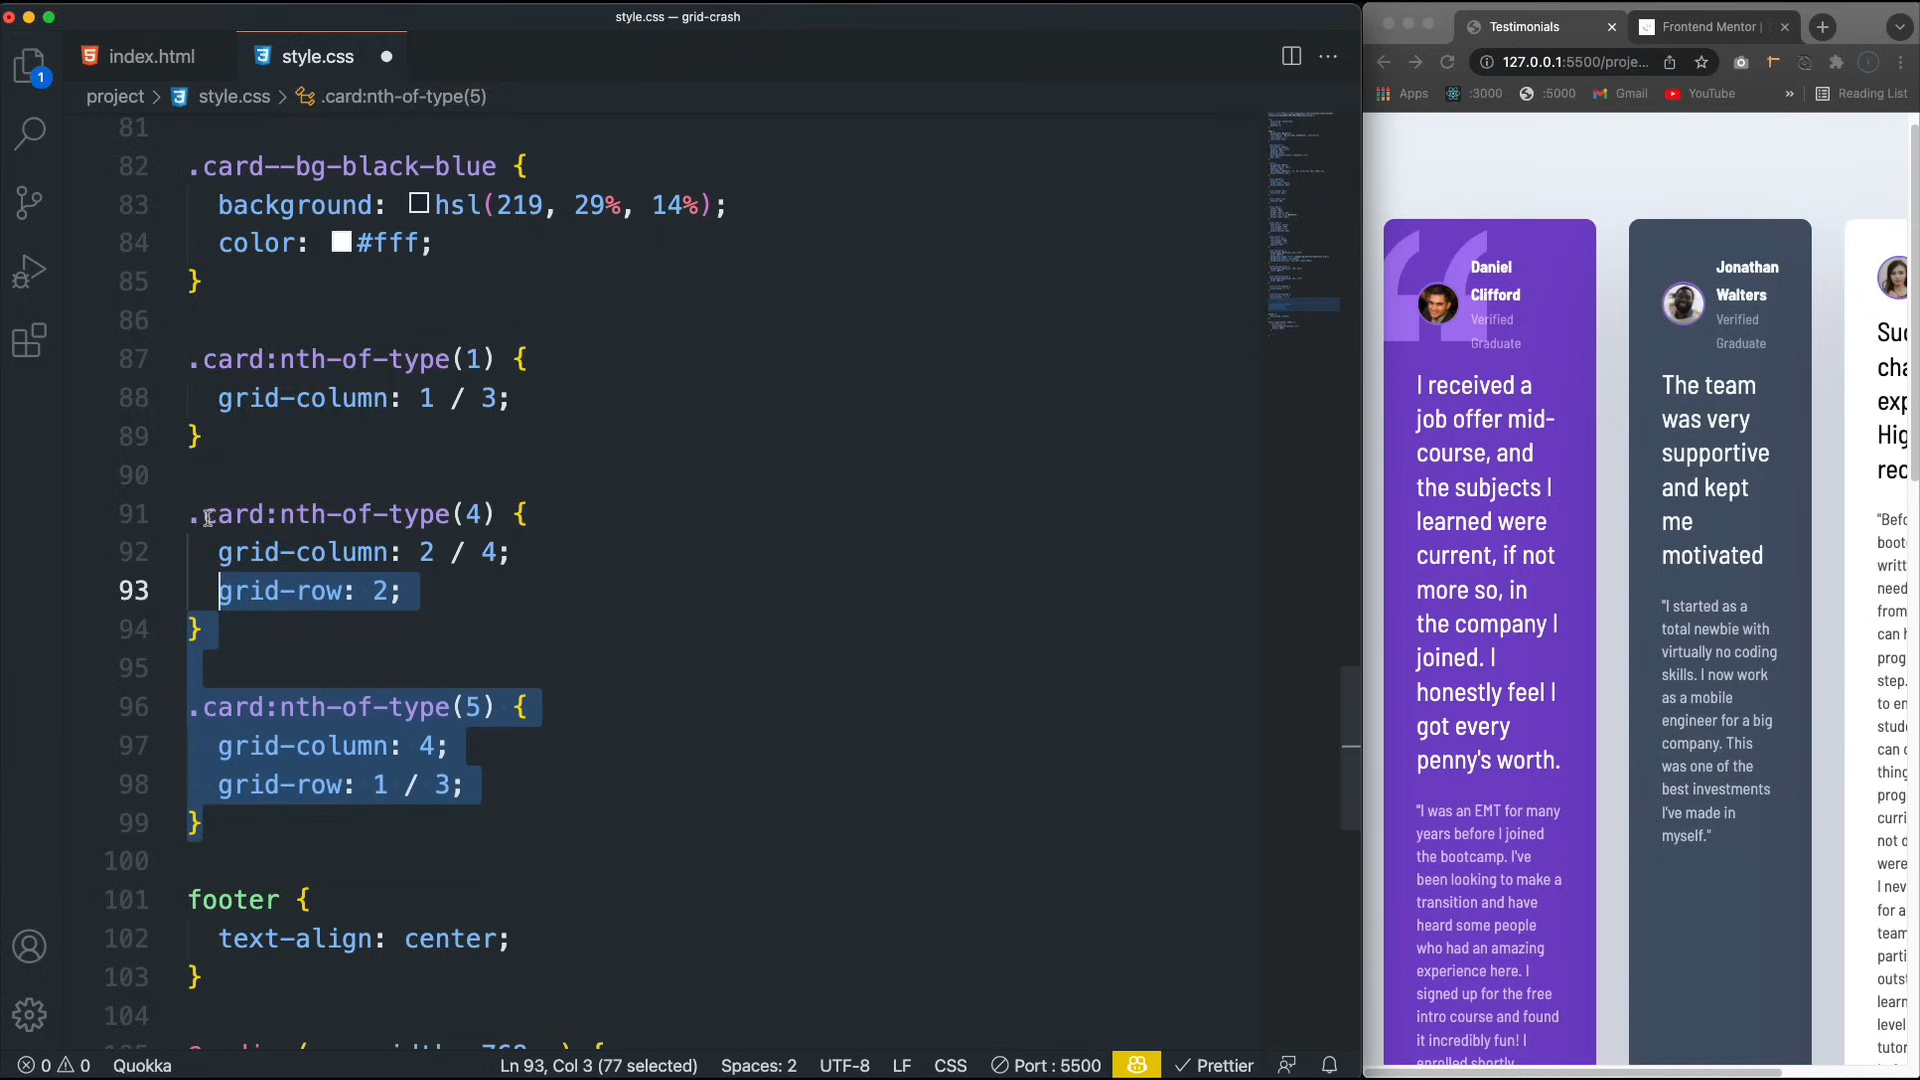 style.css — grid-crash
index.html
style.css
project > style.css > .card:nth-of-type(5)
1
81
82 .card--bg-black-blue {
83 background: hsl(219, 29%, 14%);
84 color: #fff;
85 }
86
87 .card:nth-of-type(1) {
88 grid-column: 1 / 3;
89 }
90
91 .card:nth-of-type(4) {
92 grid-column: 2 / 4;
93 grid-row: 2;
94 }
95
96 .card:nth-of-type(5) {
97 grid-column: 4;
98 grid-row: 1 / 3;
99 }
100
101 footer {
102 text-align: center;
103 }
104
0 0 Quokka Ln 93, Col 3 (77 selected) Spaces: 2 UTF-8 LF CSS Port : 5500 Prettier
Testimonials
Frontend Mentor |
127.0.0.1:5500/proje...
Apps :3000 :5000 Gmail YouTube » Reading List
Daniel
Clifford
Verified
Graduate
I received a
job offer mid-
course, and
the subjects I
learned were
current, if not
more so, in
the company I
joined. I
honestly feel I
got every
penny's worth.
"I was an EMT for many
years before I joined
the bootcamp. I've
been looking to make a
transition and have
heard some people
who had an amazing
experience here. I
signed up for the free
intro course and found
it incredibly fun! I
enrolled shortly
Jonathan
Walters
Verified
Graduate
The team
was very
supportive
and kept
me
motivated
"I started as a
total newbie with
virtually no coding
skills. I now work
as a mobile
engineer for a big
company. This
was one of the
best investments
I've made in
myself."